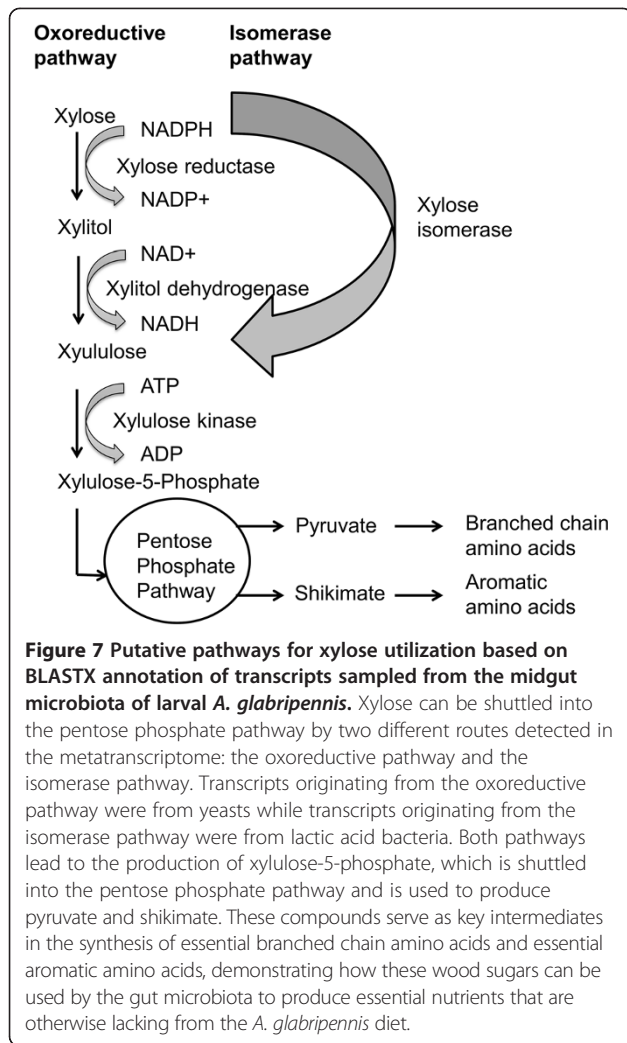 Oxoreductive pathway
Isomerase pathway
Xylose
NADPH
Xylose reductase
NADP+
Xylitol
NAD+
Xylitol dehydrogenase
NADH
Xyululose
Xylose isomerase
ATP
Xylulose kinase
ADP
Xylulose-5-Phosphate
Pentose Phosphate Pathway
Pyruvate
Branched chain amino acids
Shikimate
Aromatic amino acids
Figure 7 Putative pathways for xylose utilization based on
BLASTX annotation of transcripts sampled from the midgut
microbiota of larval A. glabripennis. Xylose can be shuttled into
the pentose phosphate pathway by two different routes detected in
the metatranscriptome: the oxoreductive pathway and the
isomerase pathway. Transcripts originating from the oxoreductive
pathway were from yeasts while transcripts originating from the
isomerase pathway were from lactic acid bacteria. Both pathways
lead to the production of xylulose-5-phosphate, which is shuttled
into the pentose phosphate pathway and is used to produce
pyruvate and shikimate. These compounds serve as key intermediates
in the synthesis of essential branched chain amino acids and essential
aromatic amino acids, demonstrating how these wood sugars can be
used by the gut microbiota to produce essential nutrients that are
otherwise lacking from the A. glabripennis diet.